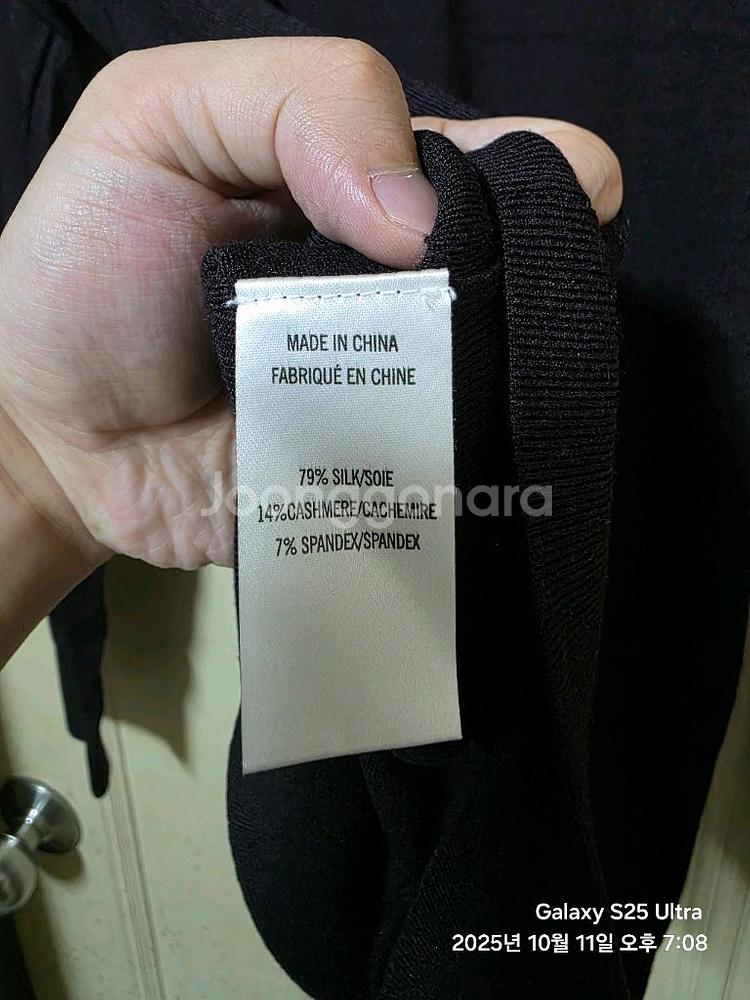 MADE IN CHINA
FABRIQUÉ EN CHINE
79% SILK/SOIE
Joonggonara
14%CASHMERE/CACHEMIRE
7% SPANDEX/SPANDEX
Galaxy S25 Ultra
2025년 10월 11일 오후 7:08